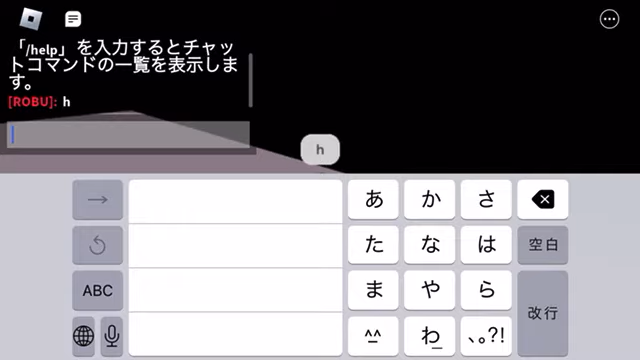 「/help」を入力するとチャッ
トコマンドの一覧を表示しま
す。
[ROBU]: h
h
→ あ か さ
た な は 空白
ABC ま や ら 改行
^^ わ_ 、。?!